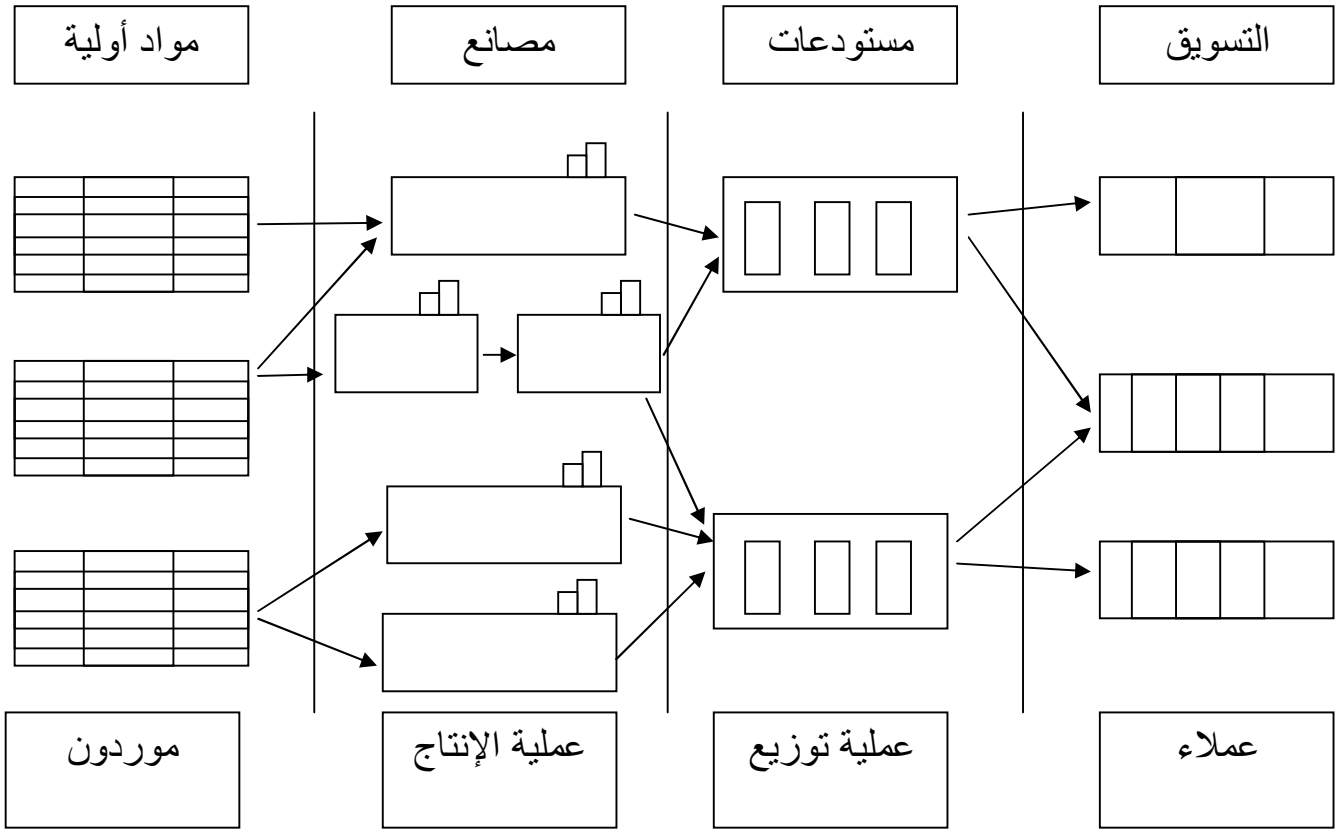 مواد أولية
مصانع
مستودعات
التسويق
موردون
عملية الإنتاج
عملية توزيع
عملاء